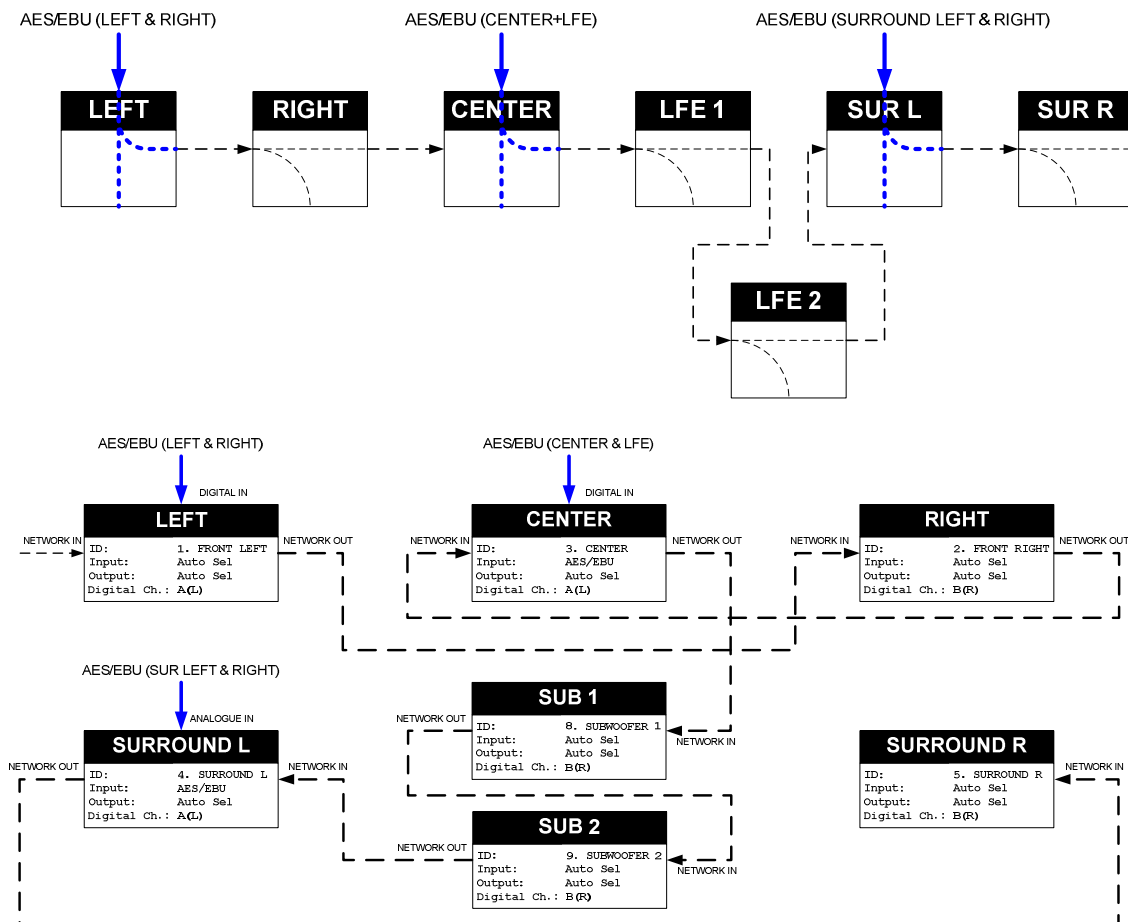 AES/EBU (LEFT & RIGHT)
AES/EBU (CENTER+LFE)
AES/EBU (SURROUND LEFT & RIGHT)
LEFT
RIGHT
CENTER
LFE 1
SUR L
SUR R
LFE 2
AES/EBU (LEFT & RIGHT)
AES/EBU (CENTER & LFE)
DIGITAL IN
DIGITAL IN
LEFT
NETWORK IN
NETWORK OUT
ID: 1. FRONT LEFT
Input: Auto Sel
Output: Auto Sel
Digital Ch.: A(L)
CENTER
NETWORK IN
NETWORK OUT
ID: 3. CENTER
Input: AES/EBU
Output: Auto Sel
Digital Ch.: A(L)
RIGHT
NETWORK IN
NETWORK OUT
ID: 2. FRONT RIGHT
Input: Auto Sel
Output: Auto Sel
Digital Ch.: B(R)
AES/EBU (SUR LEFT & RIGHT)
ANALOGUE IN
SURROUND L
NETWORK OUT
NETWORK IN
ID: 4. SURROUND L
Input: AES/EBU
Output: Auto Sel
Digital Ch.: A(L)
SUB 1
NETWORK OUT
NETWORK IN
ID: 8. SUBWOOFER 1
Input: Auto Sel
Output: Auto Sel
Digital Ch.: B(R)
SURROUND R
NETWORK IN
ID: 5. SURROUND R
Input: Auto Sel
Output: Auto Sel
Digital Ch.: B(R)
SUB 2
NETWORK OUT
NETWORK IN
ID: 9. SUBWOOFER 2
Input: Auto Sel
Output: Auto Sel
Digital Ch.: B(R)